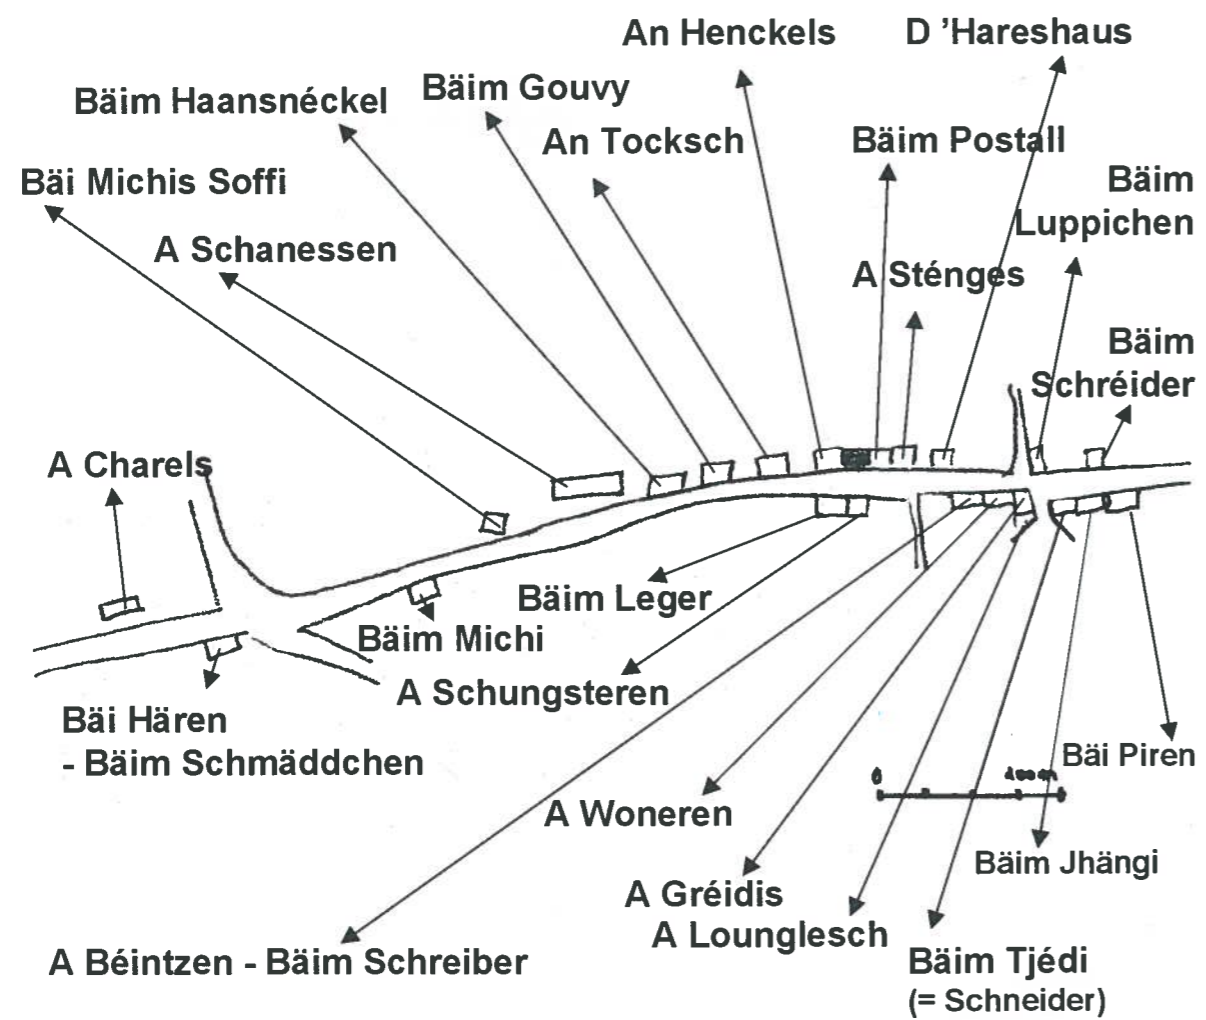 An Henckels
D ’Hareshaus
Bäim Haansnéckel
Bäim Gouvy
An Tocksch
Bäim Postall
Bäi Michis Soffi
Bäim
Luppichen
A Schanessen
A Sténges
Bäim
Schréider
A Charels
Bäim Leger
Bäim Michi
A Schungsteren
Bäi Hären
- Bäim Schmäddchen
Bäi Piren
0
A Woneren
Bäim Jhängi
A Gréidis
A Lounglesch
A Béintzen - Bäim Schreiber
Bäim Tjédi
(= Schneider)